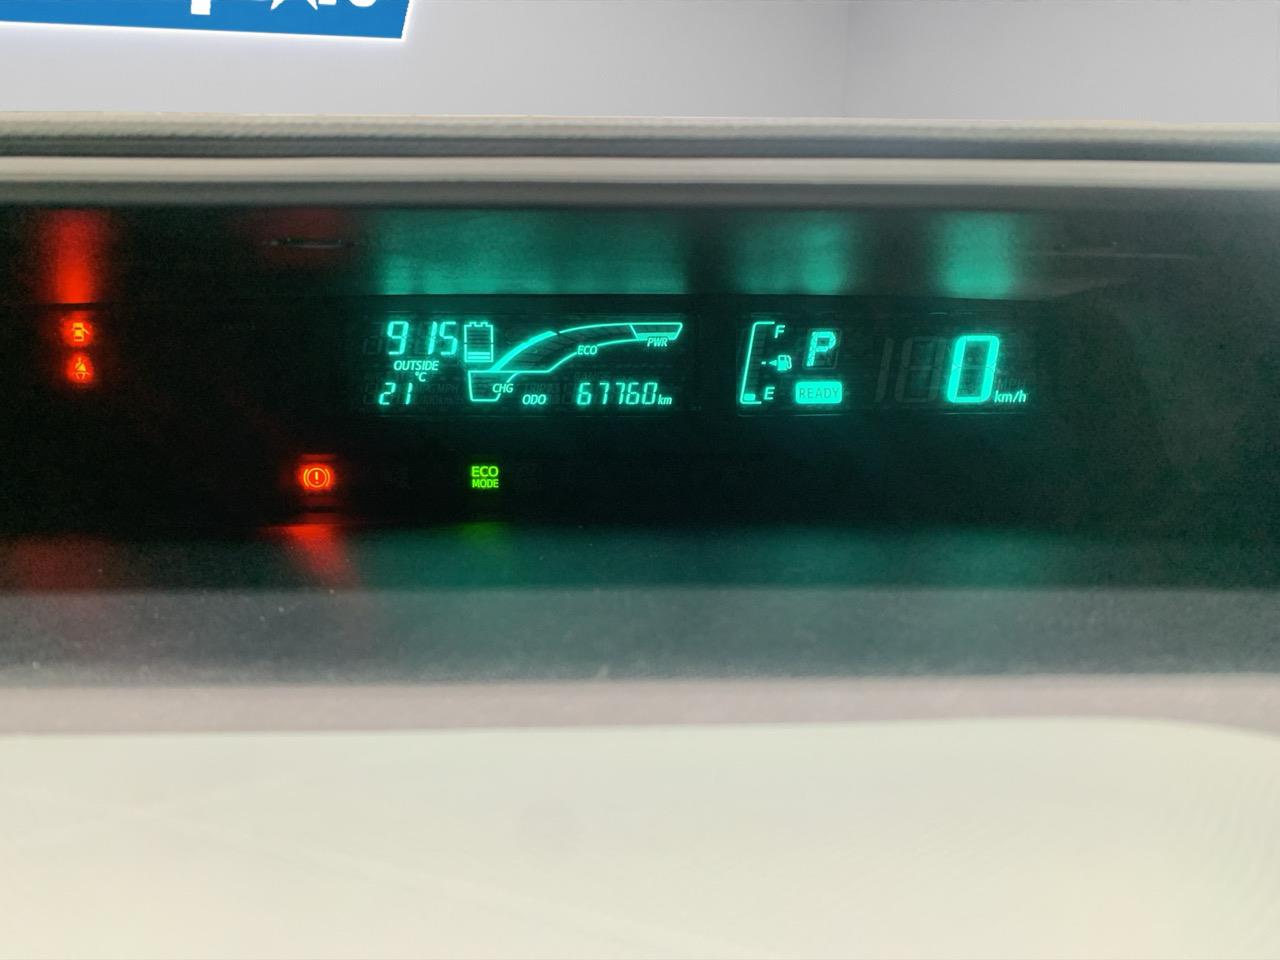 9 15
OUTSIDE
°C
21
CHG
ECO
PWR
ODO 67760 km
F
E
P
READY
0 km/h
ECO
MODE